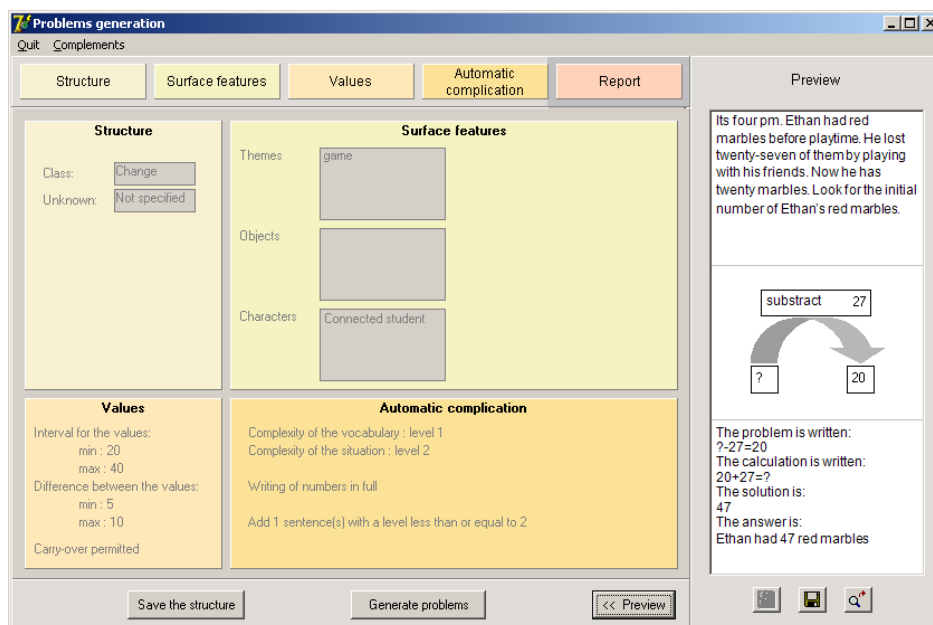 Problems generation
Quit Complements
Structure
Surface features
Values
Automatic
complication
Report
Preview
Structure
Class:
Change
Unknown:
Not specified
Surface features
Themes
game
Objects
Characters
Connected student
Values
Interval for the values:
min : 20
max : 40
Difference between the values:
min : 5
max : 10
Carry-over permitted
Automatic complication
Complexity of the vocabulary : level 1
Complexity of the situation : level 2
Writing of numbers in full
Add 1 sentence(s) with a level less than or equal to 2
Save the structure
Generate problems
<< Preview
Its four pm. Ethan had red
marbles before playtime. He lost
twenty-seven of them by playing
with his friends. Now he has
twenty marbles. Look for the initial
number of Ethan's red marbles.
substract 27
?
20
The problem is written:
?-27=20
The calculation is written:
20+27=?
The solution is:
47
The answer is:
Ethan had 47 red marbles